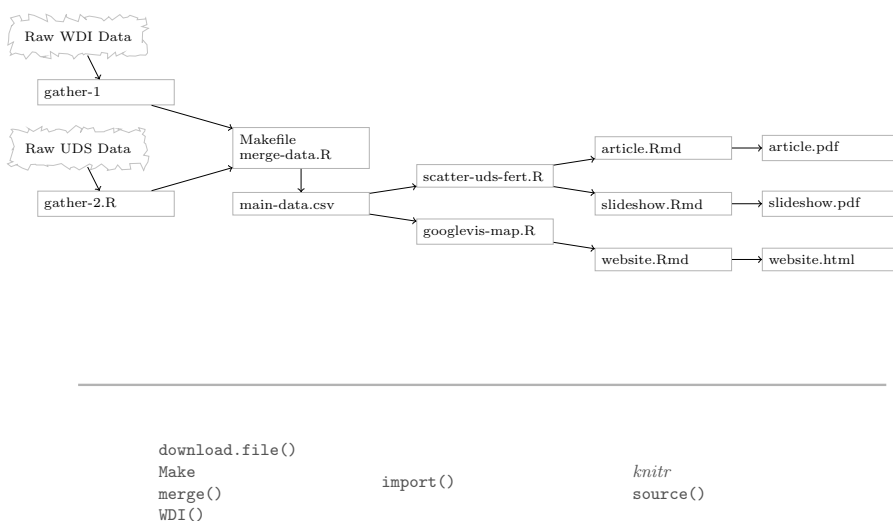 Raw WDI Data
gather-1
Raw UDS Data
gather-2.R
Makefile
merge-data.R
main-data.csv
scatter-uds-fert.R
googlevis-map.R
article.Rmd
slideshow.Rmd
website.Rmd
article.pdf
slideshow.pdf
website.html
download.file()
Make
merge()
WDI()
import()
knitr
source()